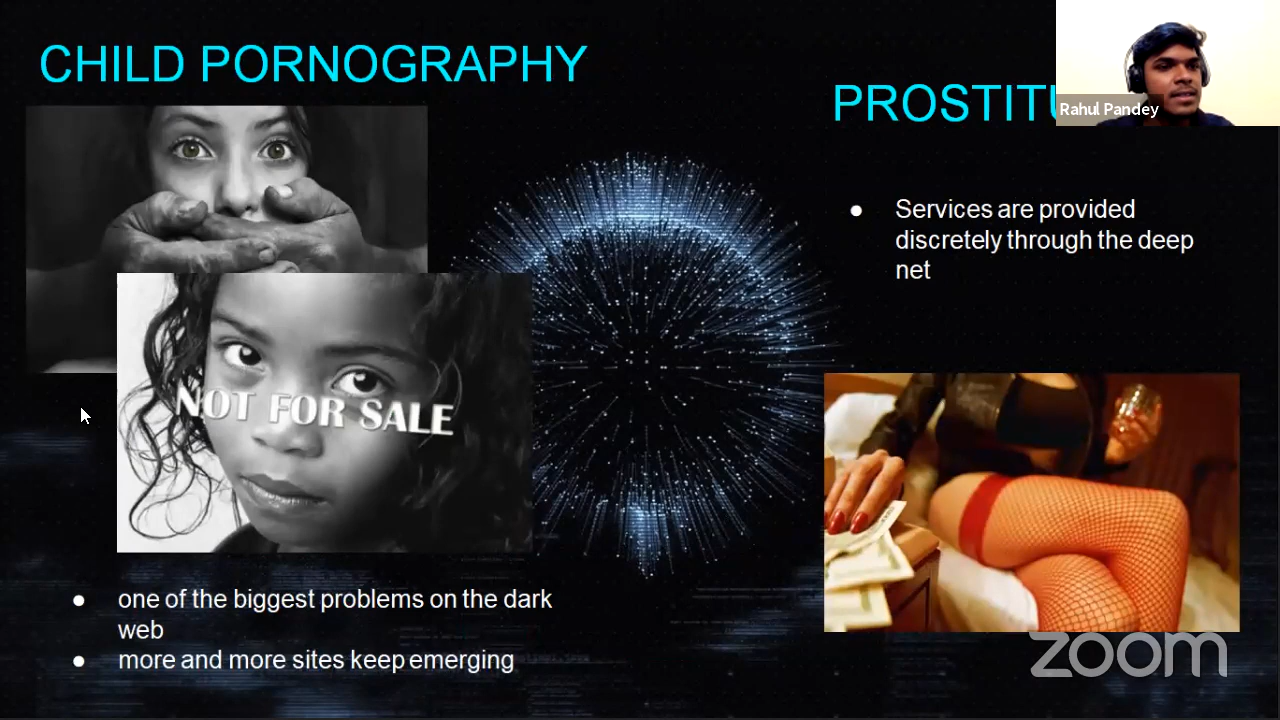 CHILD PORNOGRAPHY
PROSTITU
Rahul Pandey
Services are provided
discretely through the deep
net
NOT FOR SALE
one of the biggest problems on the dark
web
more and more sites keep emerging
zoom